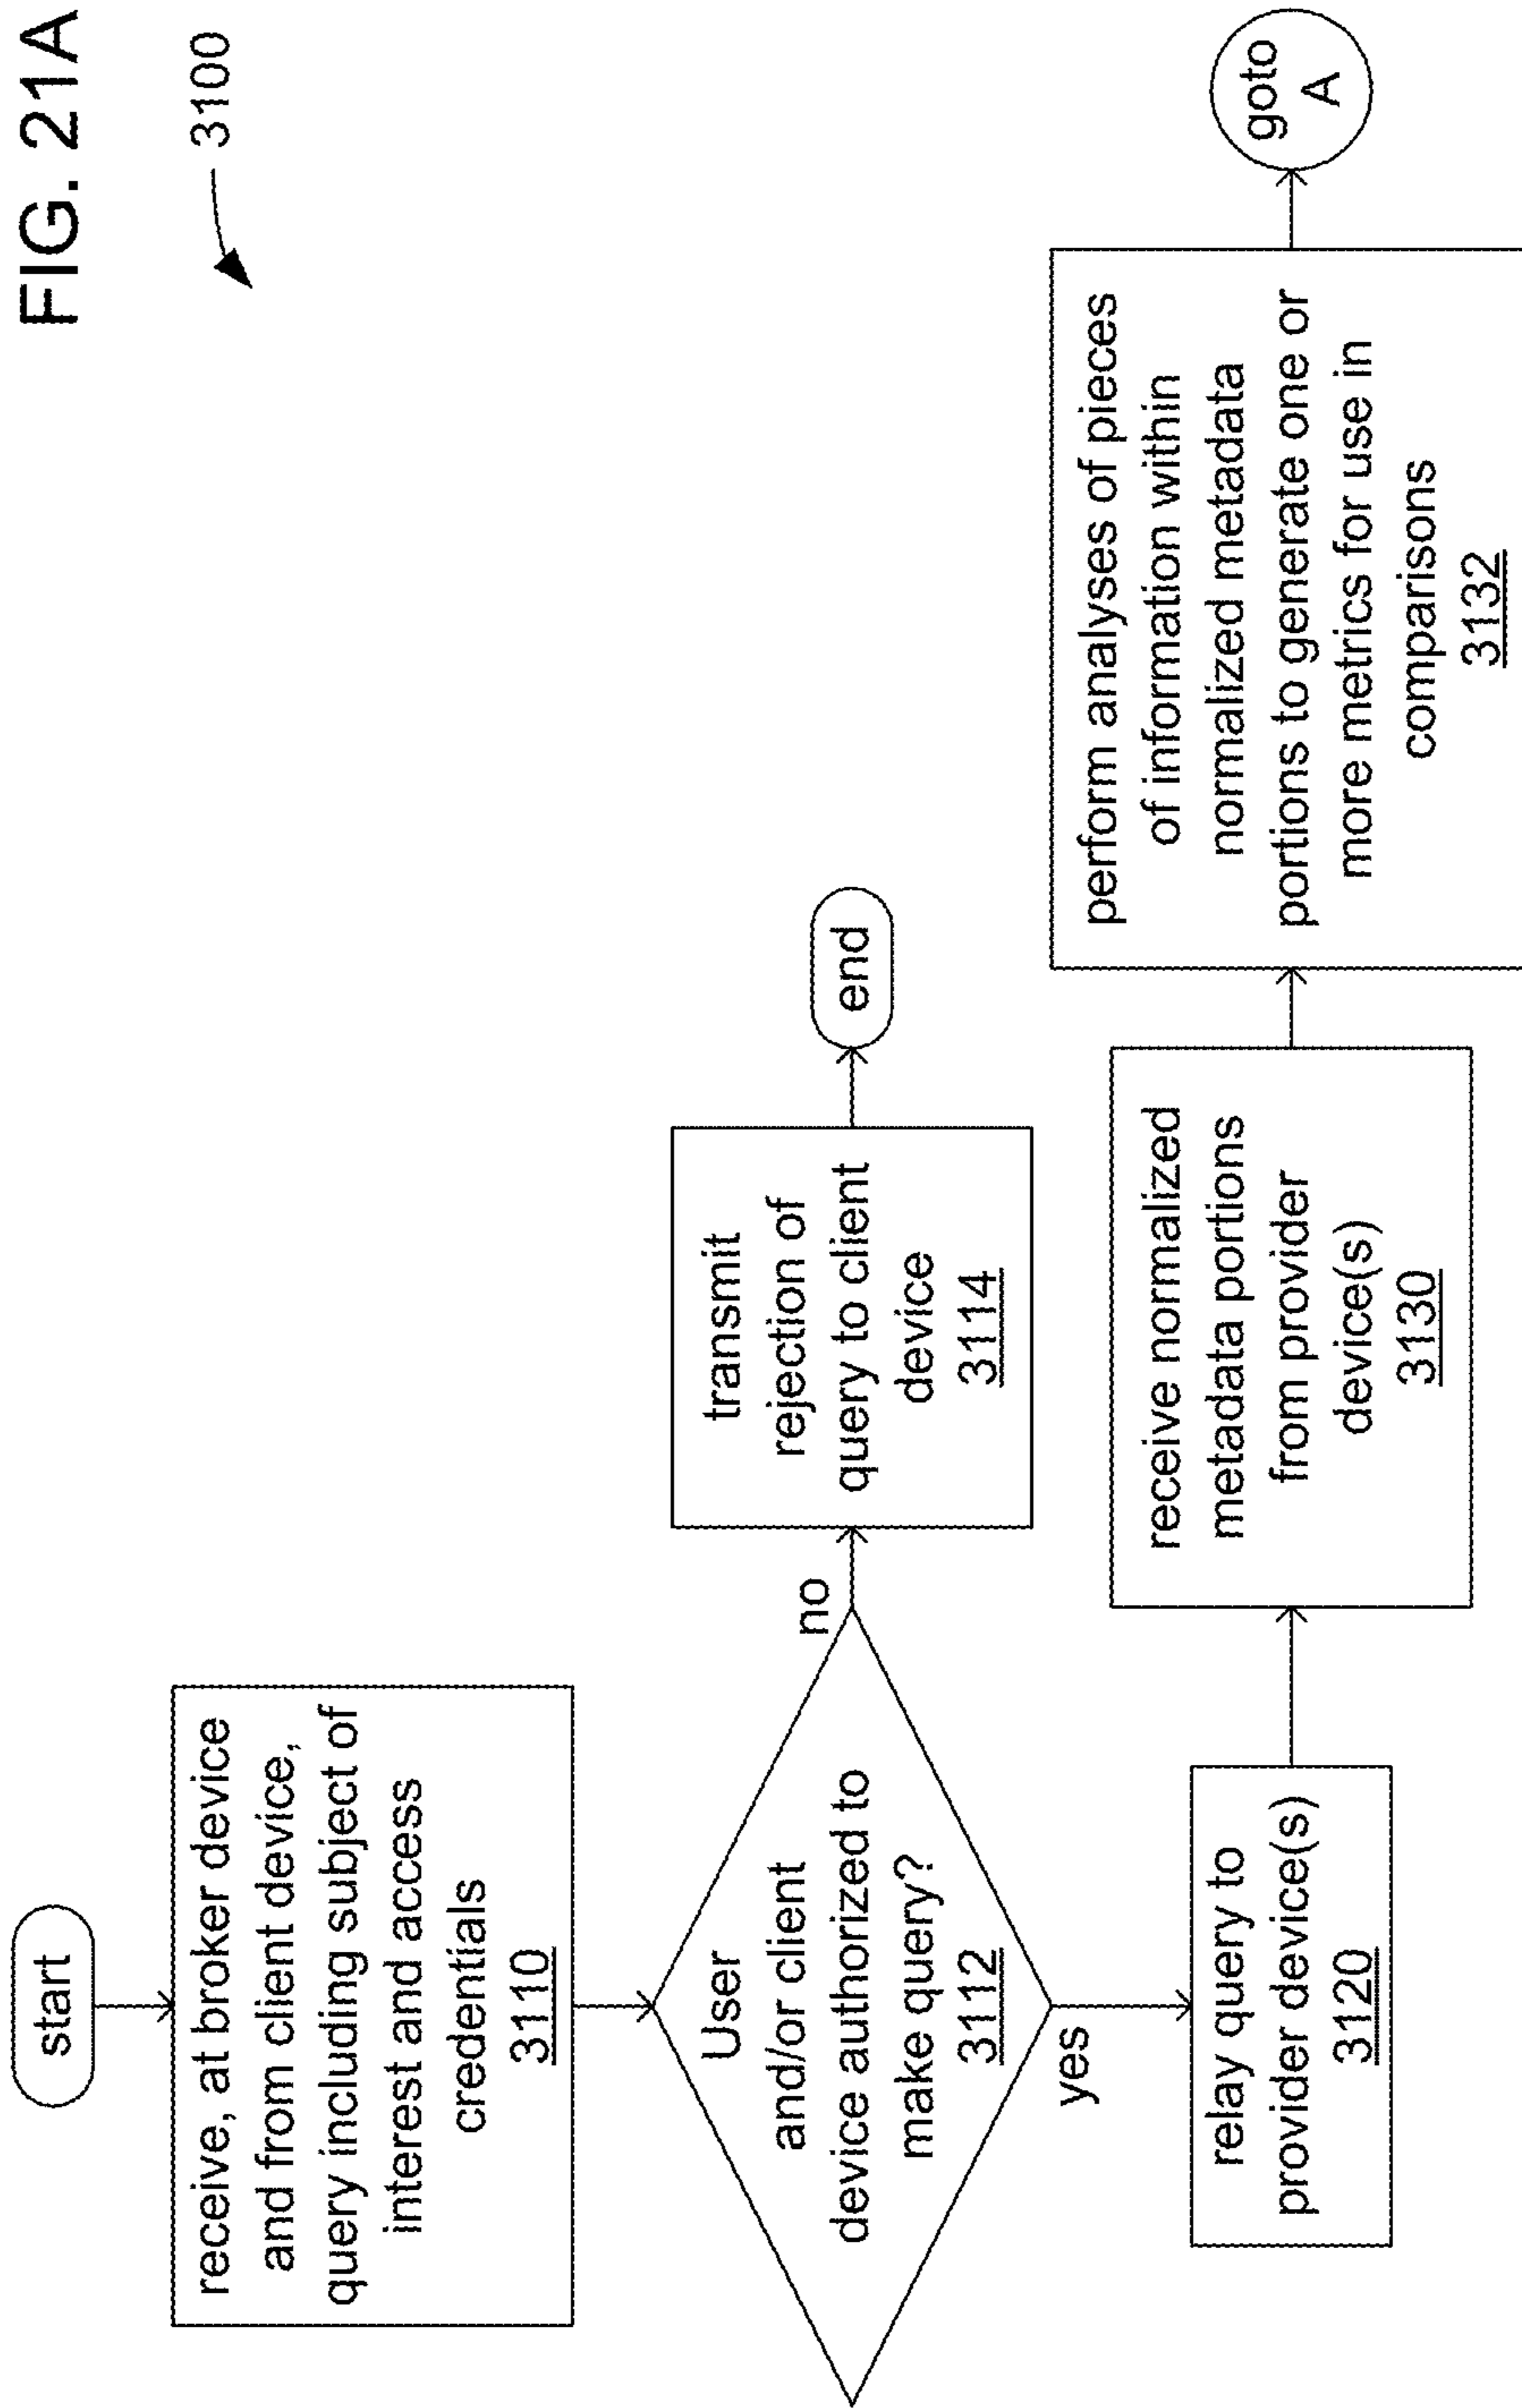 FIG. 21A
3100
start
receive, at broker device
and from client device,
query including subject of
interest and access
credentials
3110
User
and/or client
device authorized to
make query?
3112
no
transmit
rejection of
query to client
device
3114
end
yes
relay query to
provider device(s)
3120
receive normalized
metadata portions
from provider
device(s)
3130
perform analyses of pieces
of information within
normalized metadata
portions to generate one or
more metrics for use in
comparisons
3132
goto
A